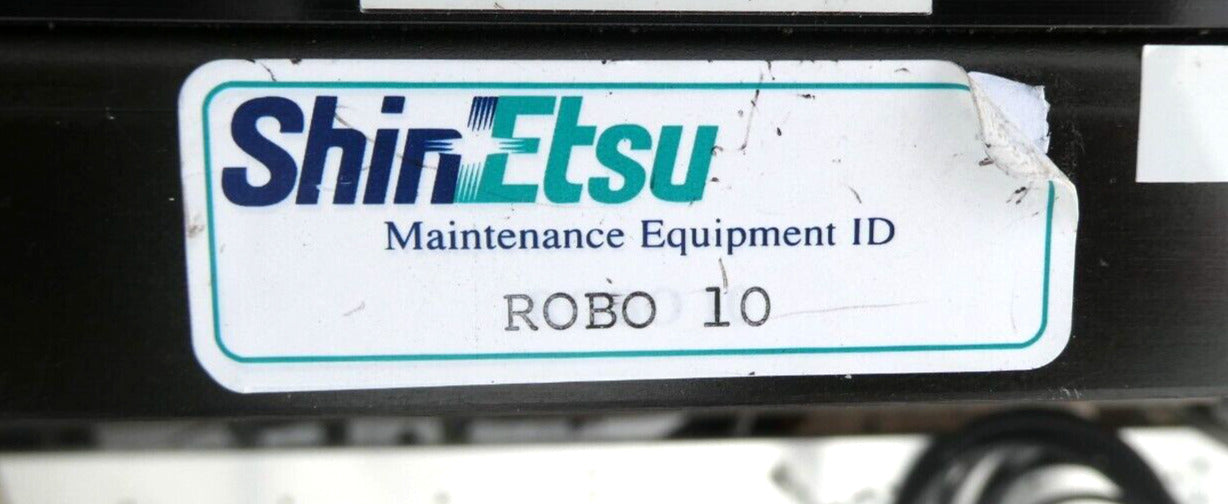 ShinEtsu
Maintenance Equipment ID
ROBO 10